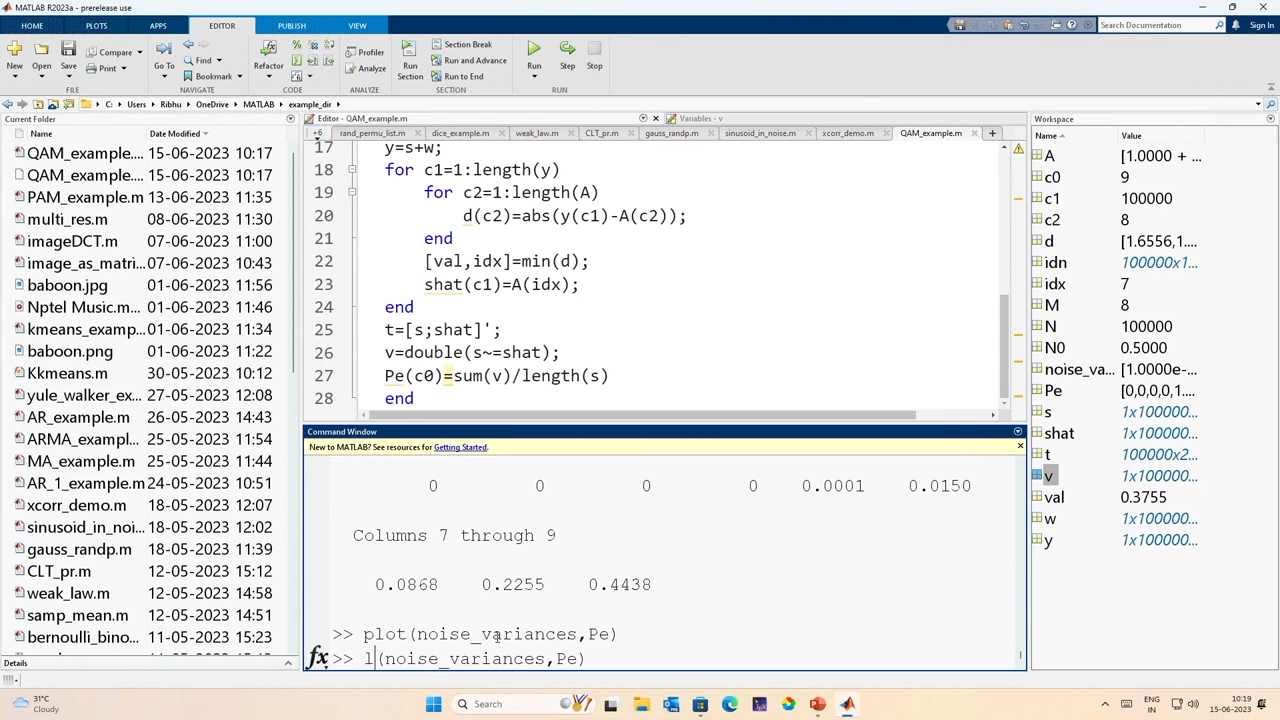 MATLAB R2023a - prerelease use
HOME PLOTS APPS EDITOR PUBLISH VIEW
Search Documentation
Sign In
New Open Save Compare Print
Go To Find Bookmark
Refactor
Profiler Analyze
Run Section
Section Break
Run and Advance
Run to End
Run Step Stop
FILE NAVIGATE CODE ANALYZE SECTION RUN
C: Users Ribhu OneDrive MATLAB example_dir
Current Folder
Name Date Modified
QAM_example.... 15-06-2023 10:17
QAM_example.... 15-06-2023 10:17
PAM_example.m 13-06-2023 11:35
multi_res.m 08-06-2023 11:30
imageDCT.m 07-06-2023 11:00
image_as_matri... 07-06-2023 10:43
baboon.jpg 07-06-2023 11:56
Nptel Music.m... 07-06-2023 11:46
kmeans_examp... 07-06-2023 11:34
baboon.png 07-06-2023 11:22
Kkmeans.m 07-06-2023 11:30
yule_walker_ex... 27-05-2023 12:08
AR_example.m 26-05-2023 14:43
ARMA_exampl... 25-05-2023 11:54
MA_example.m 25-05-2023 11:44
AR_1_example.m 24-05-2023 10:51
xcorr_demo.m 18-05-2023 12:07
sinusoid_in_noi... 18-05-2023 12:02
gauss_randp.m 18-05-2023 11:39
CLT_pr.m 12-05-2023 15:12
weak_law.m 12-05-2023 14:58
samp_mean.m 12-05-2023 14:51
bernoulli_bino... 11-05-2023 15:23
Details
Editor - QAM_example.m
Variables - v
+6 rand_permu_list.m dice_example.m weak_law.m CLT_pr.m gauss_randp.m sinusoid_in_noise.m xcorr_demo.m QAM_example.m
17 y=s+w;
18 for c1=1:length(y)
19 for c2=1:length(A)
20 d(c2)=abs(y(c1)-A(c2));
21 end
22 [val,idx]=min(d);
23 shat(c1)=A(idx);
24 end
25 t=[s;shat]';
26 v=double(s~=shat);
27 Pe(c0)=sum(v)/length(s)
28 end
Command Window
New to MATLAB? See resources for Getting Started.
0 0 0 0 0.0001 0.0150
Columns 7 through 9
0.0868 0.2255 0.4438
>> plot(noise_variances,Pe)
fx >> l(noise_variances,Pe)
Workspace
Name Value
A [1.0000 + ...
c0 9
c1 100000
c2 8
d [1.6556,1....
idn 100000x1...
idx 7
M 8
N 100000
N0 0.5000
noise_va... [1.0000e-...
Pe [0,0,0,0,1....
s 1x100000...
shat 1x100000...
t 100000x2...
v 1x100000...
val 0.3755
w 1x100000...
y 1x100000...
31°C
Cloudy
Search
ENG
IN
10:19
15-06-2023